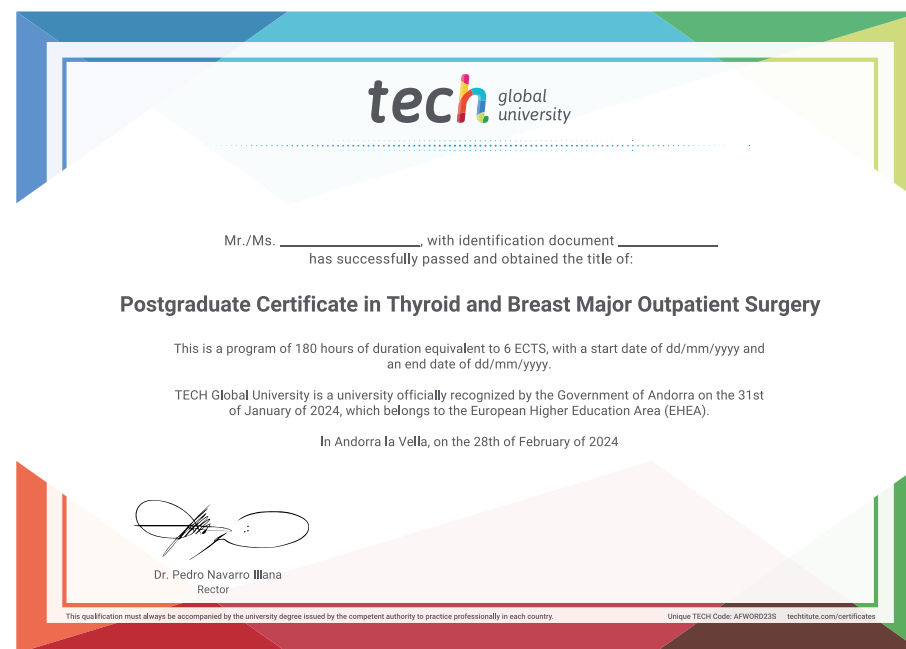 tech global
university
Mr./Ms. ____________, with identification document ____________
has successfully passed and obtained the title of:
Postgraduate Certificate in Thyroid and Breast Major Outpatient Surgery
This is a program of 180 hours of duration equivalent to 6 ECTS, with a start date of dd/mm/yyyy and
an end date of dd/mm/yyyy.
TECH Global University is a university officially recognized by the Government of Andorra on the 31st
of January of 2024, which belongs to the European Higher Education Area (EHEA).
In Andorra la Vella, on the 28th of February of 2024
Dr. Pedro Navarro Illana
Rector
This qualification must always be accompanied by the university degree issued by the competent authority to practice professionally in each country.
Unique TECH Code: AFWORD23S techtitute.com/certificates